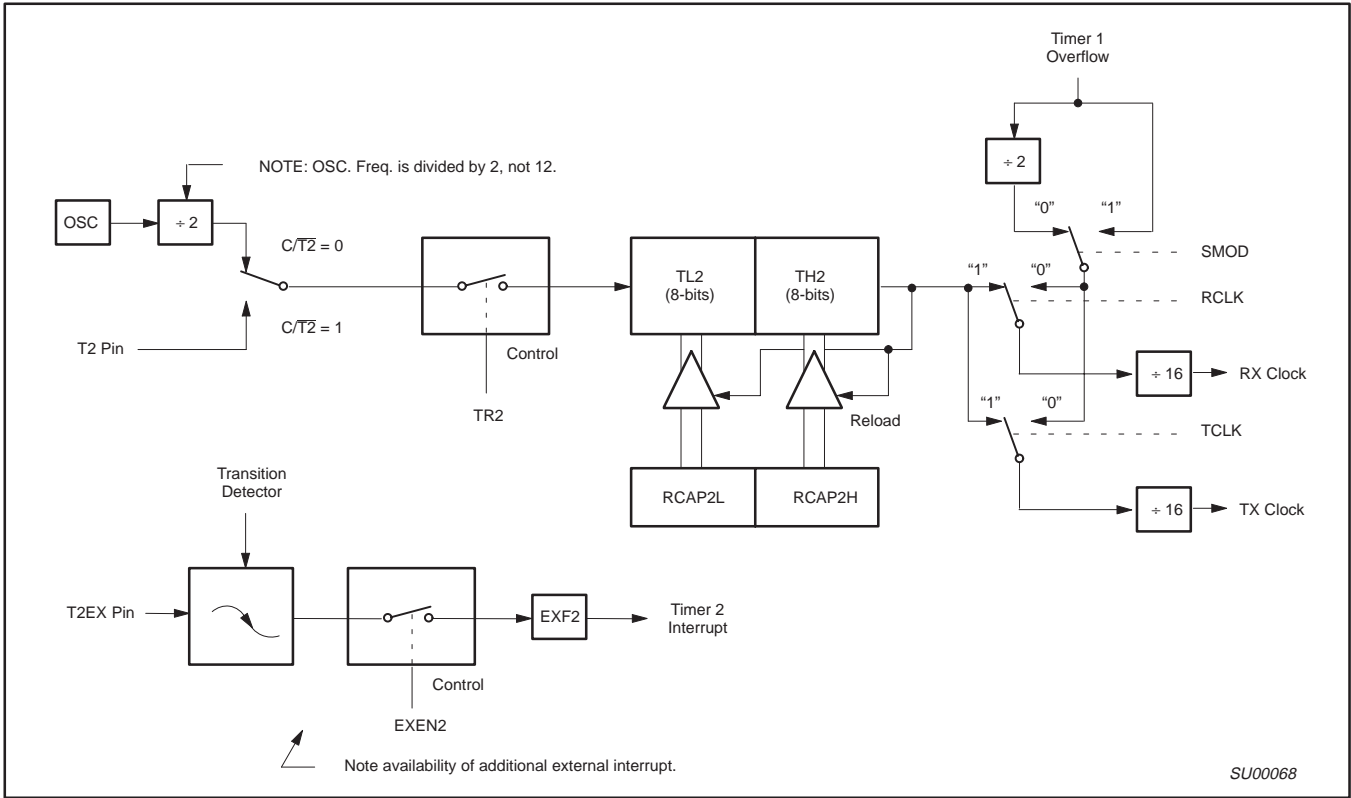 Timer 1
Overflow
÷ 2
NOTE: OSC. Freq. is divided by 2, not 12.
"0"
"1"
OSC
÷ 2
C/T2̅ = 0
SMOD
TL2
(8-bits)
TH2
(8-bits)
"1"
"0"
RCLK
C/T2̅ = 1
T2 Pin
Control
÷ 16
RX Clock
TR2
Reload
"1"
"0"
TCLK
Transition
Detector
RCAP2L
RCAP2H
÷ 16
TX Clock
T2EX Pin
EXF2
Timer 2
Interrupt
Control
EXEN2
Note availability of additional external interrupt.
SU00068